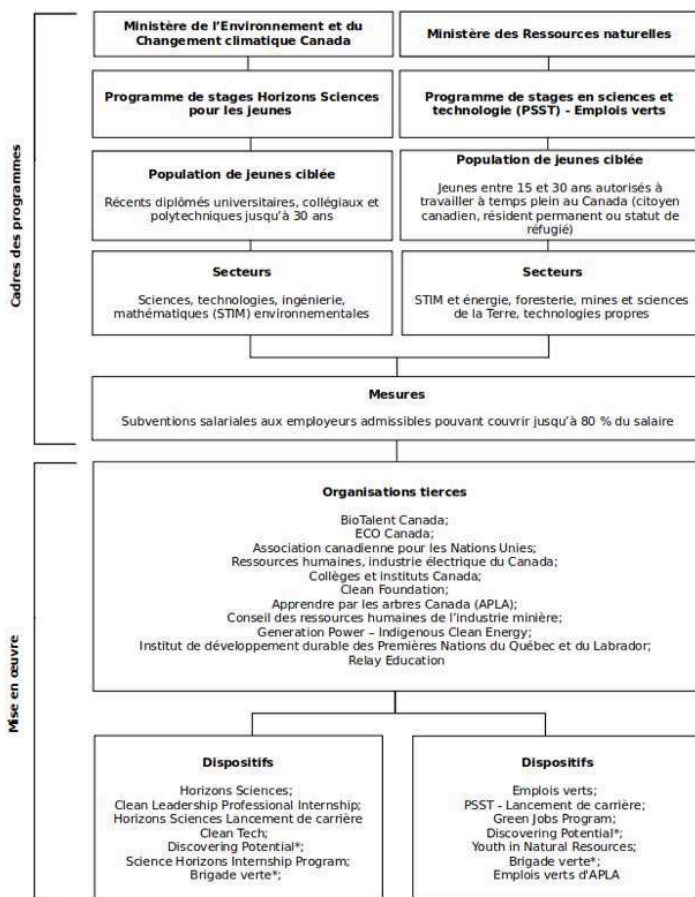 Cadres des programmes
Ministère de l'Environnement et du
Changement climatique Canada
Ministère des Ressources naturelles
Programme de stages Horizons Sciences
pour les jeunes
Programme de stages en sciences et
technologie (PSST) - Emplois verts
Population de jeunes ciblée
Récents diplômés universitaires, collégiaux et
polytechniques jusqu'à 30 ans
Population de jeunes ciblée
Jeunes entre 15 et 30 ans autorisés à
travailler à temps plein au Canada (citoyen
canadien, résident permanent ou statut de
réfugié)
Secteurs
Sciences, technologies, ingénierie,
mathématiques (STIM) environnementales
Secteurs
STIM et énergie, foresterie, mines et sciences
de la Terre, technologies propres
Mesures
Subventions salariales aux employeurs admissibles pouvant couvrir jusqu'à 80 % du salaire
Mise en œuvre
Organisations tierces
BioTalent Canada;
ECO Canada;
Association canadienne pour les Nations Unies;
Ressources humaines, industrie électrique du Canada;
Collèges et instituts Canada;
Clean Foundation;
Apprendre par les arbres Canada (APLA);
Conseil des ressources humaines de l'industrie minière;
Generation Power – Indigenous Clean Energy;
Institut de développement durable des Premières Nations du Québec et du Labrador;
Relay Education
Dispositifs
Horizons Sciences;
Clean Leadership Professional Internship;
Horizons Sciences Lancement de carrière
Clean Tech;
Discovering Potential*;
Science Horizons Internship Program;
Brigade verte*;
Dispositifs
Emplois verts;
PSST - Lancement de carrière;
Green Jobs Program;
Discovering Potential*;
Youth in Natural Resources;
Brigade verte*;
Emplois verts d'APLA